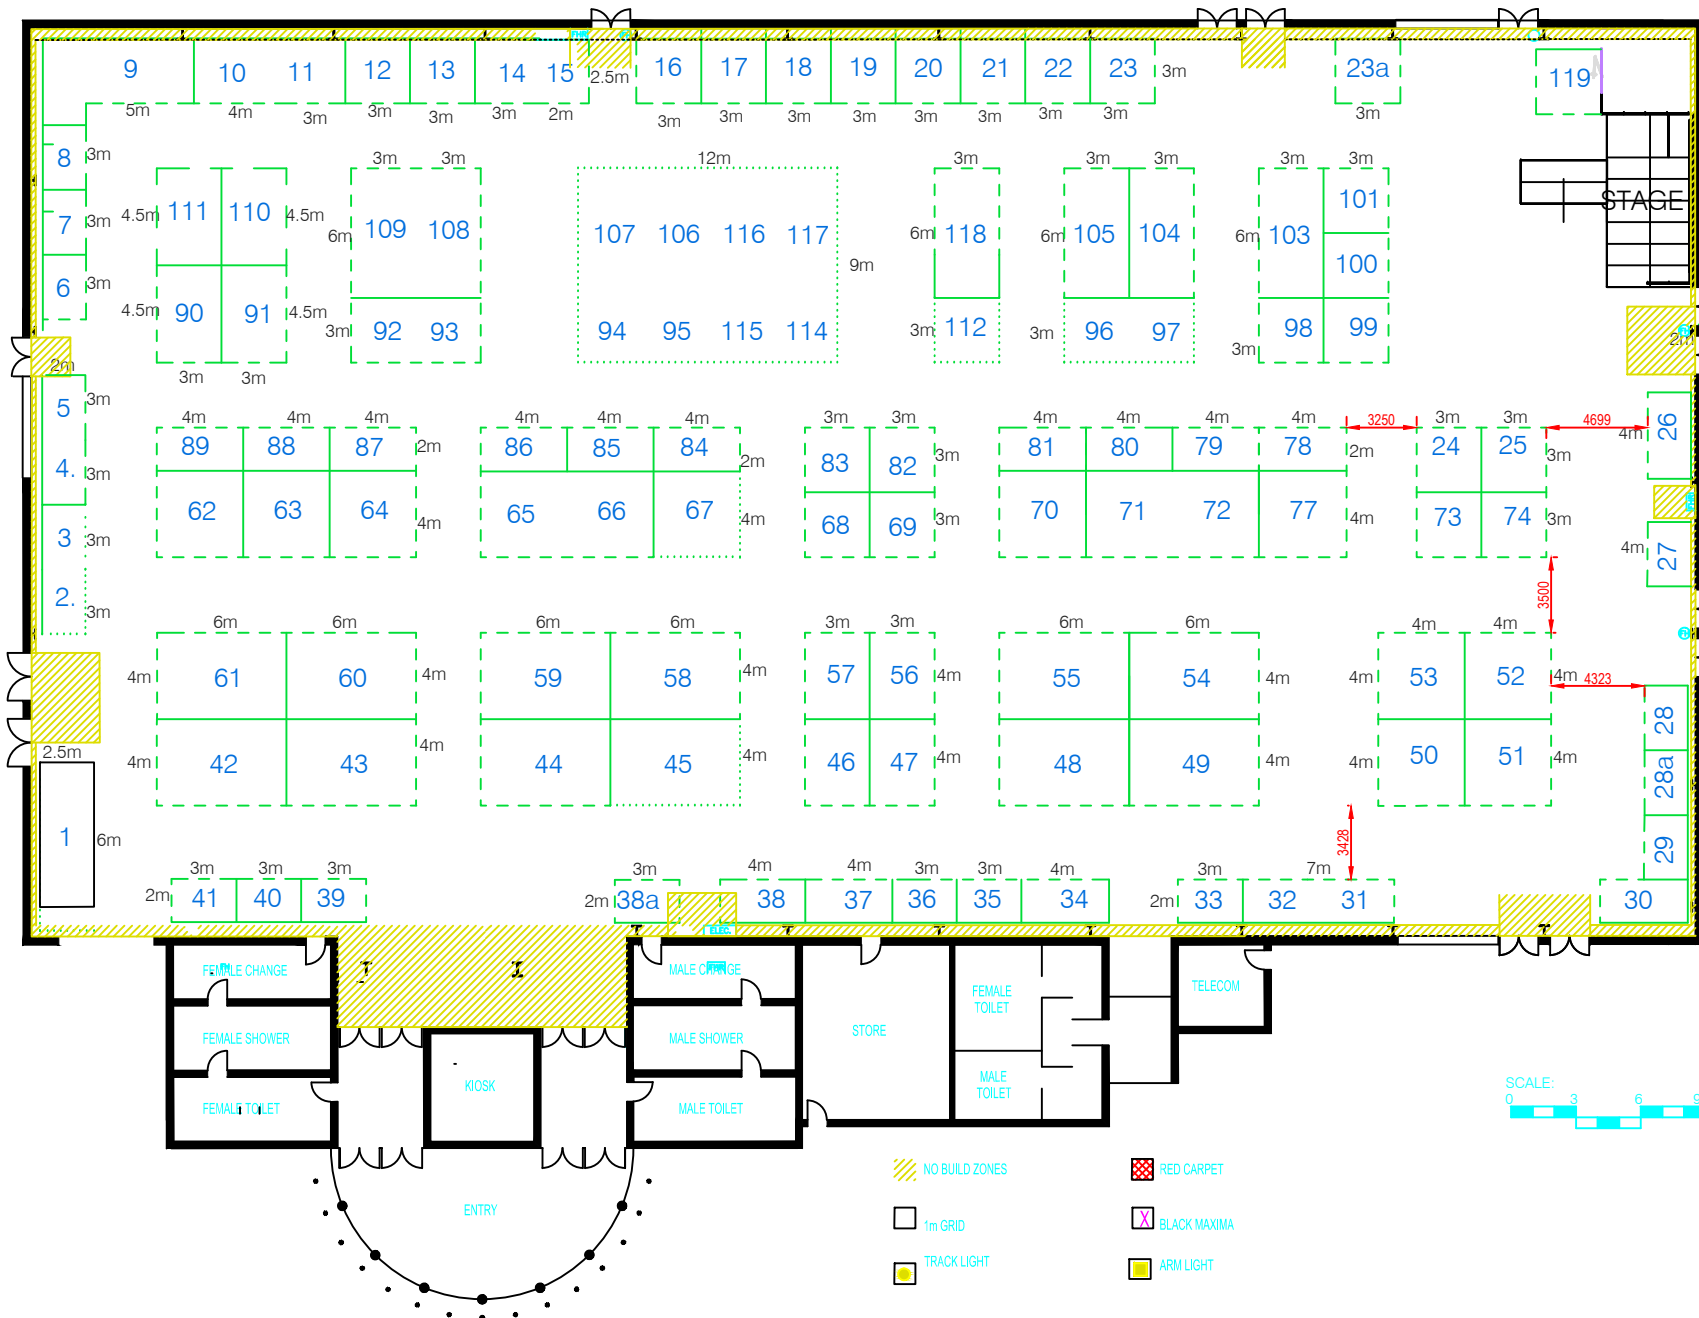 FHR
9 10 11 12 13 14 15 16 17 18 19 20 21 22 23 23a 119
2.5m 3m
5m 4m 3m 3m 3m 3m 2m 3m 3m 3m 3m 3m 3m 3m 3m 3m
8 3m
3m 3m 12m 3m 3m 3m 3m 3m
7 3m
4.5m 111 110 4.5m
6m 109 108
107 106 116 117
6m 118
6m 105 104
6m 103 101
STAGE
9m
100
6 3m
4.5m 90 91 4.5m
3m 92 93
94 95 115 114
3m 112
3m 96 97
3m 98 99
2m
2m
3m 3m
5 3m
4m 4m 4m 4m 4m 4m 3m 3m 4m 4m 4m 4m 3250 3m 3m 4699
89 88 87 2m
86 85 84 2m
83 82 3m
81 80 79 78 2m
24 25 3m
4m 26
4. 3m
62 63 64 4m
65 66 67 4m
68 69 3m
70 71 72 77 4m
73 74 3m
3 3m
4m 27
2. 3m
3500
6m 6m 6m 6m 3m 3m 6m 6m 4m 4m
4m 61 60 4m
59 58 4m
57 56 4m
55 54 4m
4m 53 52 4m
4323
28
2.5m
4m 42 43 4m
44 45 4m
46 47 4m
48 49 4m
4m 50 51 4m
28a
1 6m
3428
29
3m 3m 3m 3m 4m 4m 3m 3m 4m 3m 7m
2m 41 40 39
2m 38a 38 37 36 35 34
2m 33 32 31
30
ELEC.
FEMALE CHANGE
MALE CHANGE
FEMALE
TOILET
TELECOM
FEMALE SHOWER
MALE SHOWER
STORE
KIOSK
MALE
TOILET
FEMALE TOILET
MALE TOILET
SCALE:
0 3 6 9
NO BUILD ZONES
RED CARPET
ENTRY
1m GRID
BLACK MAXIMA
TRACK LIGHT
ARM LIGHT